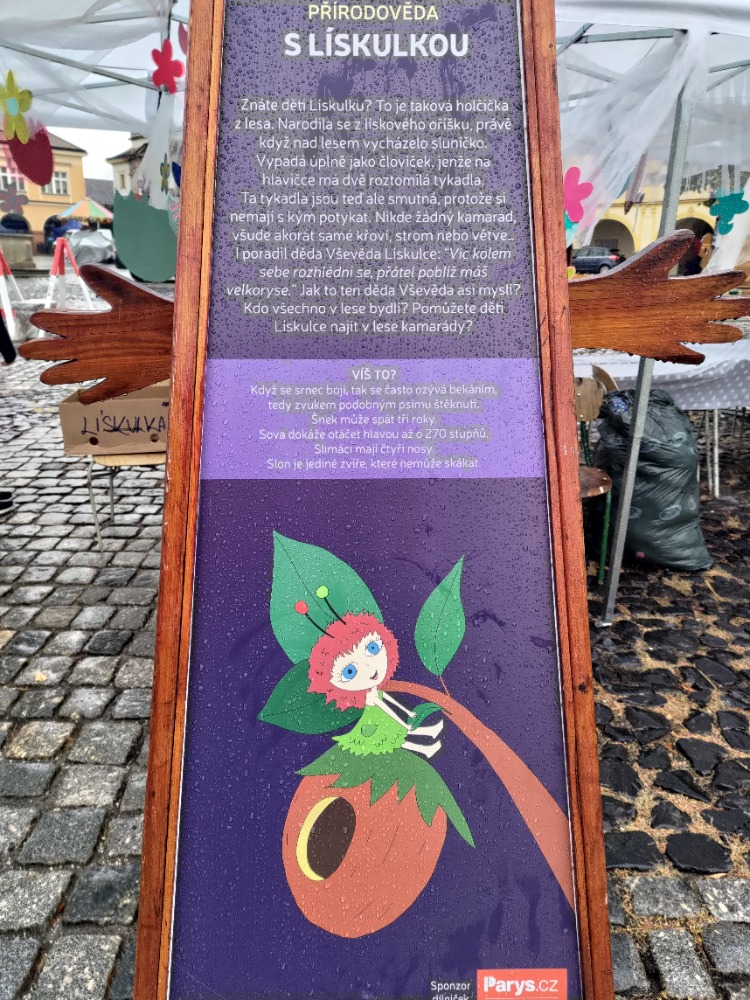 PŘÍRODOVĚDA
S LÍSKULKOU
Znáte děti Lískulku? To je taková holčička
z lesa. Narodila se z lískového oříšku, právě
když nad lesem vycházelo sluníčko.
Vypadá úplně jako človíček, jenže na
hlavičce má dvě roztomilá tykadla.
Ta tykadla jsou teď ale smutná, protože si
nemají s kým potykat. Nikde žádný kamarád,
všude akorát samé křoví, strom nebo větve...
I poradil děda Vševěda Lískulce: "Víc kolem
sebe rozhlédni se, přátel poblíž máš
velkoryse." Jak to ten děda Vševěda asi myslí?
Kdo všechno v lese bydlí? Pomůžete děti
Lískulce najít v lese kamarády?
VÍŠ TO?
Když se srnec bojí, tak se často ozývá bekáním,
tedy zvukem podobným psímu štěknutí.
Šnek může spát tři roky.
Sova dokáže otáčet hlavou až o 270 stupňů.
Slimáci mají čtyři nosy.
Slon je jediné zvíře, které nemůže skákat.
LÍSKULKA
Sponzor
dílniček
Parys.cz